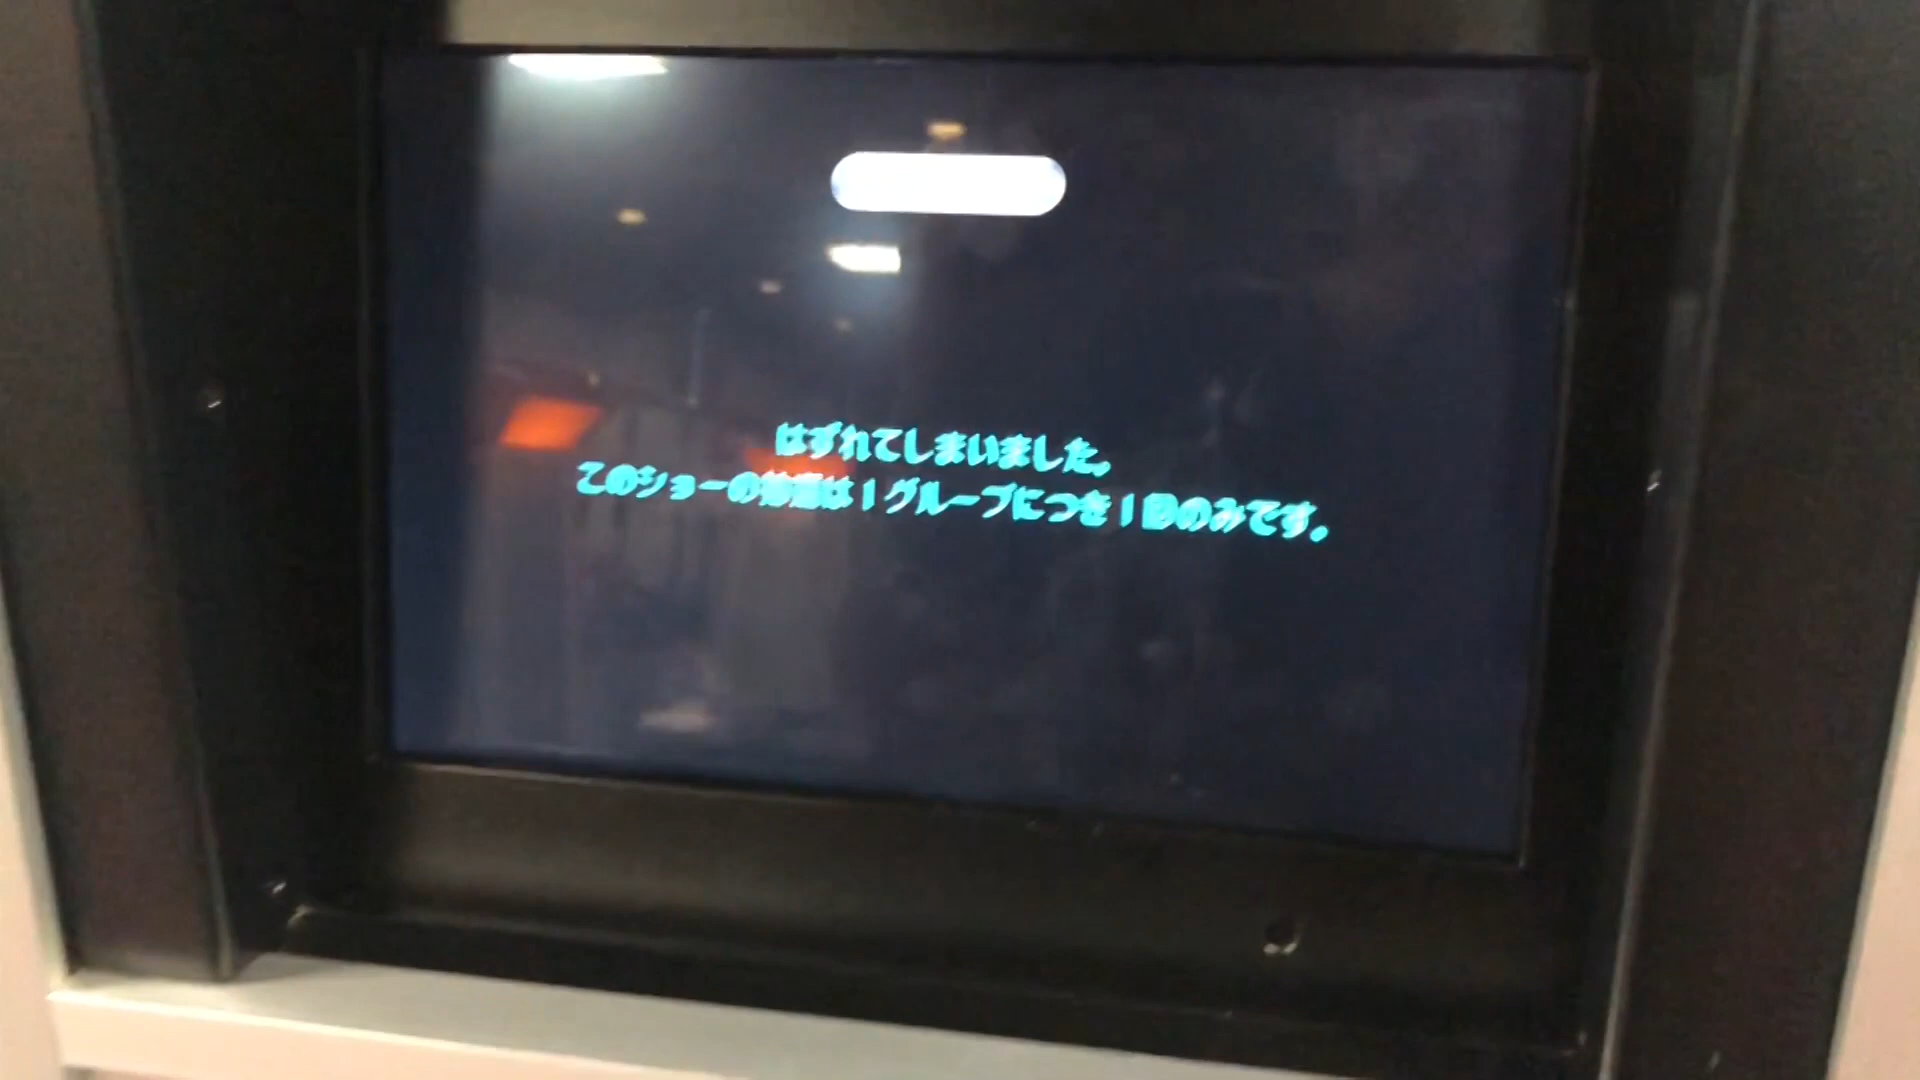 はずれてしまいました。
このショーの抽選は1グループにつき1回のみです。